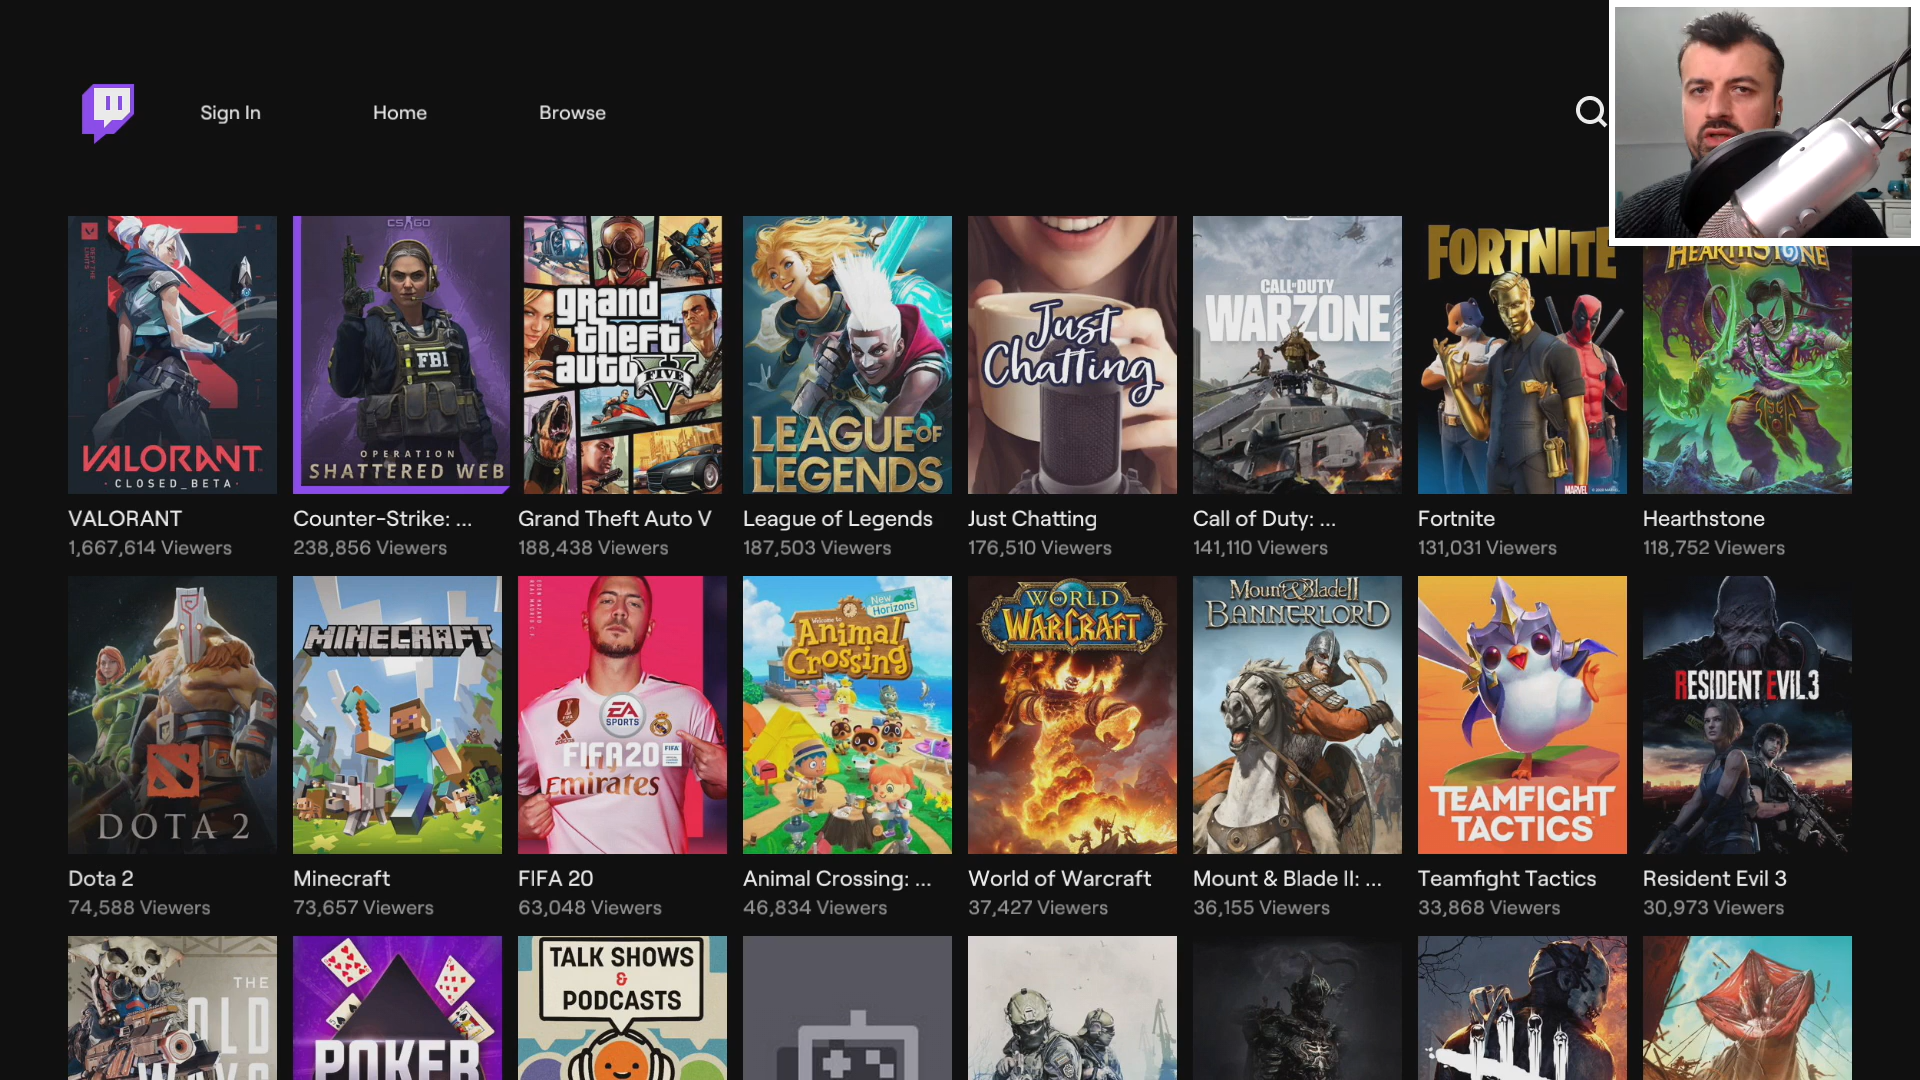 Sign In
Home
Browse
VALORANT
CLOSED_BETA
CS GO
FBI
OPERATION
SHATTERED WEB
grand
theft
auto
FIVE
LEAGUE OF
LEGENDS
Just
Chatting
CALL OF DUTY
WARZONE
FORTNITE
MARVEL
HEARTHSTONE
VALORANT
1,667,614 Viewers
Counter-Strike: ...
238,856 Viewers
Grand Theft Auto V
188,438 Viewers
League of Legends
187,503 Viewers
Just Chatting
176,510 Viewers
Call of Duty: ...
141,110 Viewers
Fortnite
131,031 Viewers
Hearthstone
118,752 Viewers
DOTA 2
MINECRAFT
EA
SPORTS
FIFA 20
Emirates
Welcome to
Animal
Crossing
New
Horizons
WORLD
OF
WARCRAFT
Mount & Blade II
BANNERLORD
TEAMFIGHT
TACTICS
RESIDENT EVIL 3
Dota 2
74,588 Viewers
Minecraft
73,657 Viewers
FIFA 20
63,048 Viewers
Animal Crossing: ...
46,834 Viewers
World of Warcraft
37,427 Viewers
Mount & Blade II: ...
36,155 Viewers
Teamfight Tactics
33,868 Viewers
Resident Evil 3
30,973 Viewers
THE
OLD
POKER
TALK SHOWS
&
PODCASTS